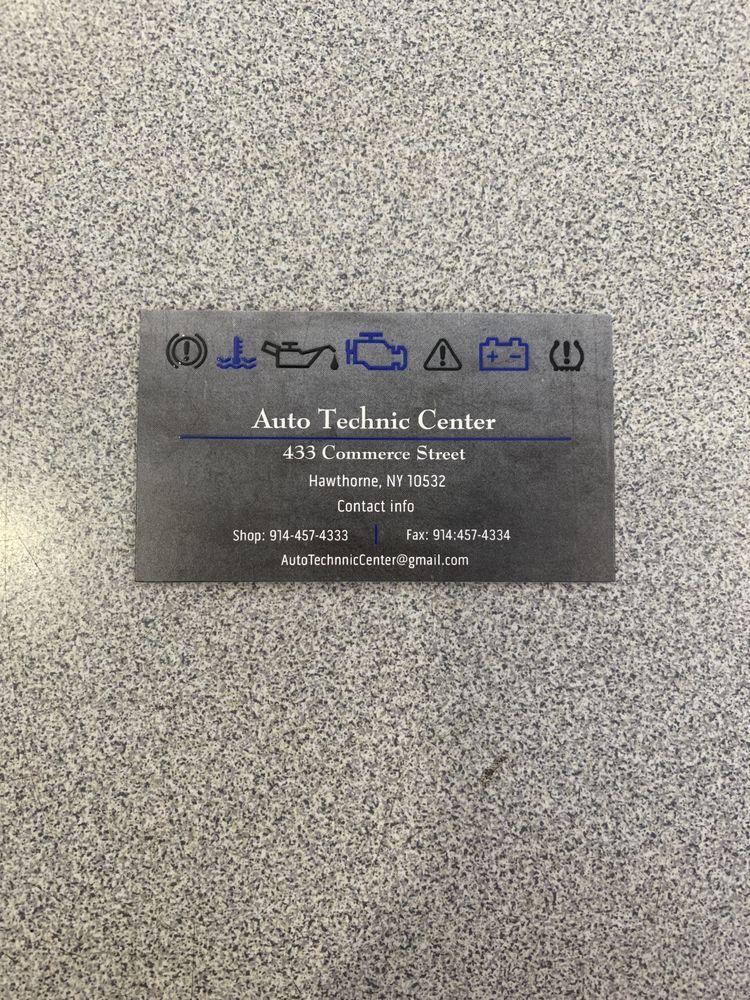 Auto Technic Center
433 Commerce Street
Hawthorne, NY 10532
Contact info
Shop: 914-457-4333 | Fax: 914:457-4334
AutoTechnnicCenter@gmail.com